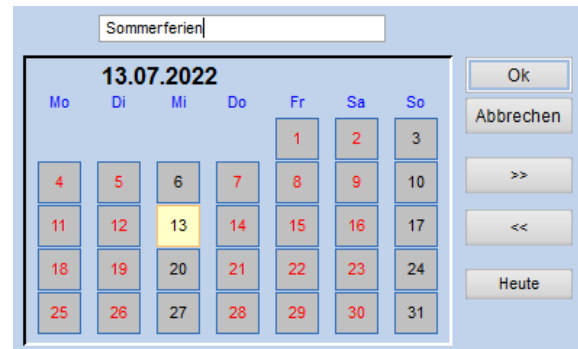 Sommerferien
13.07.2022
Mo Di Mi Do Fr Sa So
1 2 3
4 5 6 7 8 9 10
11 12 13 14 15 16 17
18 19 20 21 22 23 24
25 26 27 28 29 30 31
Ok
Abbrechen
>>
<<
Heute